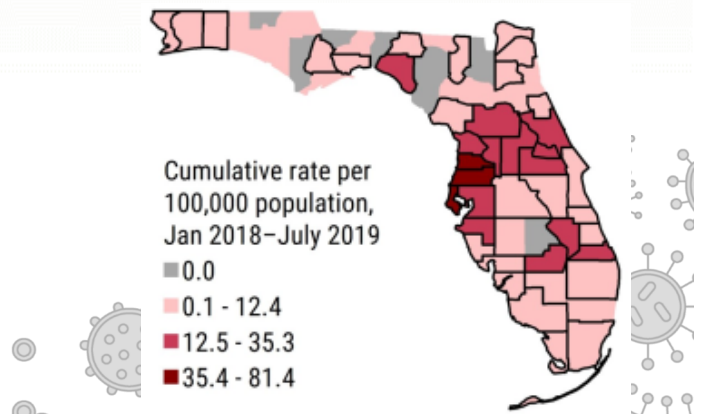 Cumulative rate per
100,000 population,
Jan 2018–July 2019
0.0
0.1 - 12.4
12.5 - 35.3
35.4 - 81.4